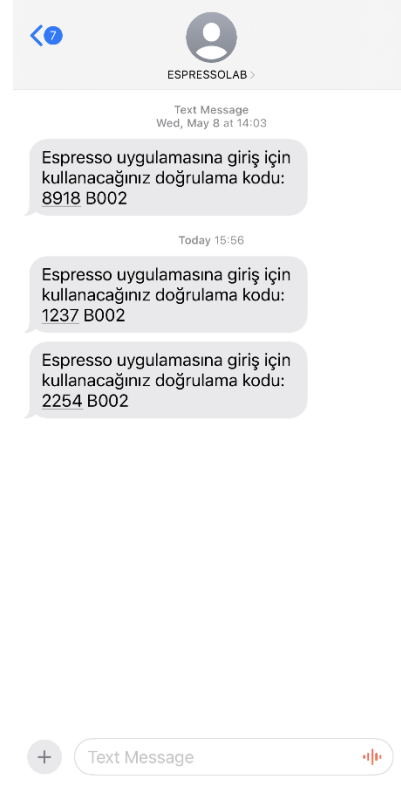 7
ESPRESSOLAB
Text Message
Wed, May 8 at 14:03
Espresso uygulamasına giriş için
kullanacağınız doğrulama kodu:
8918 B002
Today 15:56
Espresso uygulamasına giriş için
kullanacağınız doğrulama kodu:
1237 B002
Espresso uygulamasına giriş için
kullanacağınız doğrulama kodu:
2254 B002
Text Message